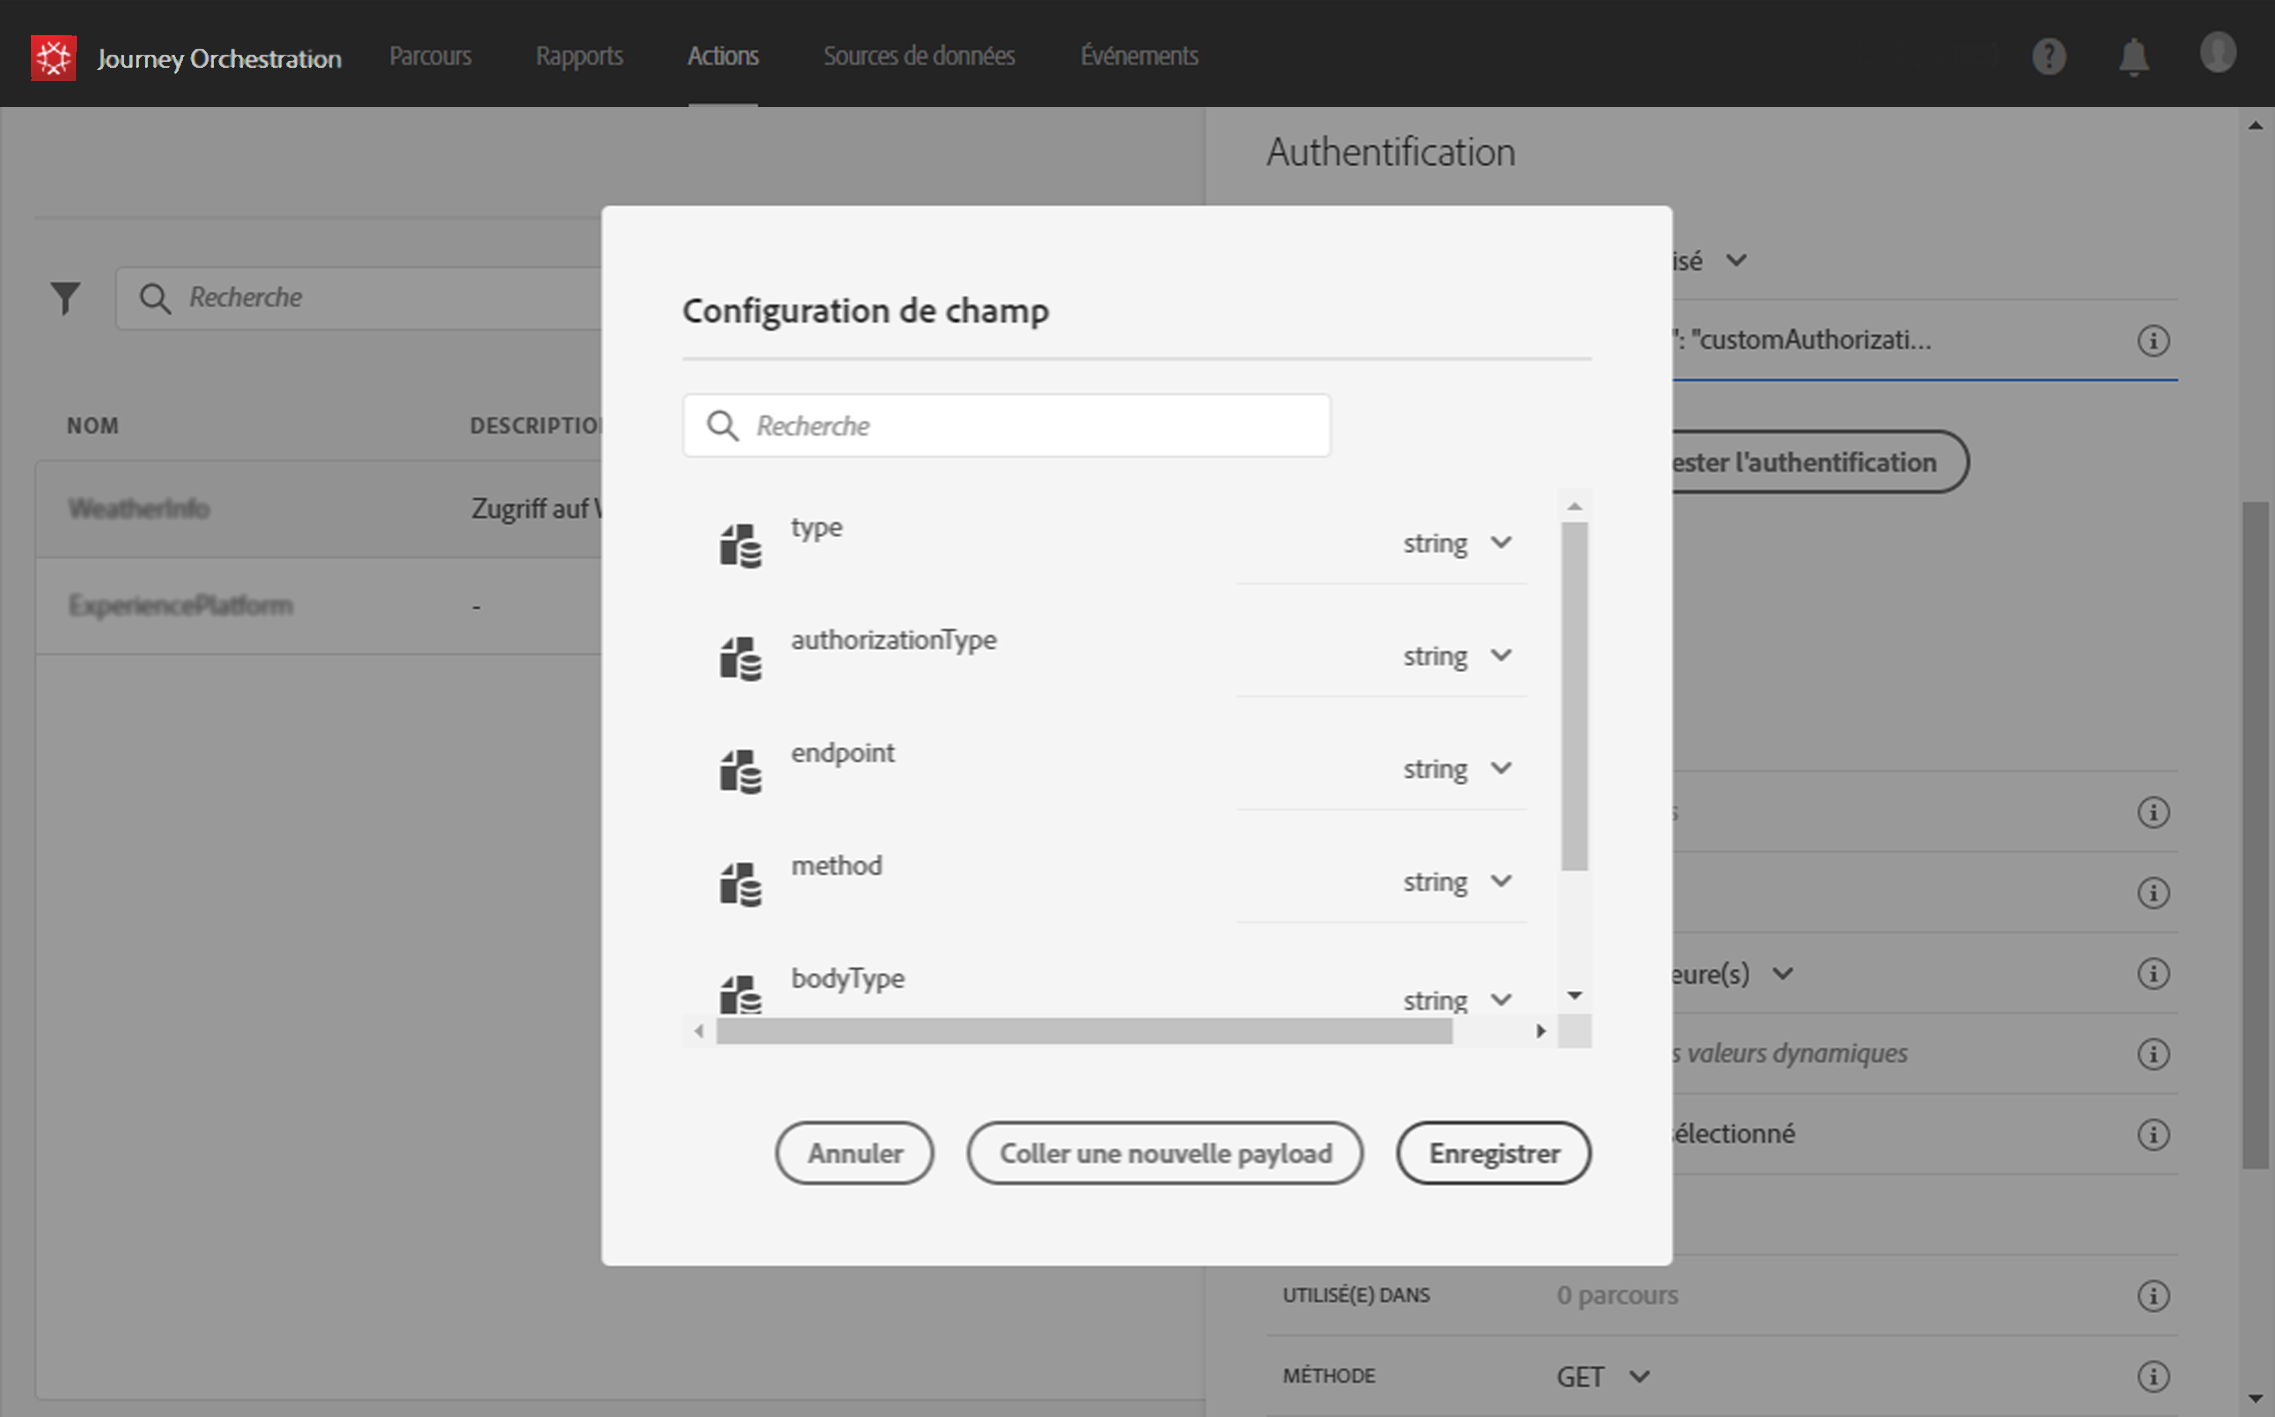 Journey Orchestration Parcours Rapports Actions Sources de données Événements
Authentification
isé
Recherche
": "customAuthorizati...
NOM DESCRIPTIO
ester l'authentification
WeatherInfo Zugriff auf
ExperiencePlatform -
Configuration de champ
Recherche
type string
authorizationType string
endpoint string
method string
bodyType string
Annuler Coller une nouvelle payload Enregistrer
s
eure(s)
s valeurs dynamiques
électionné
UTILISÉ(E) DANS 0 parcours
MÉTHODE GET